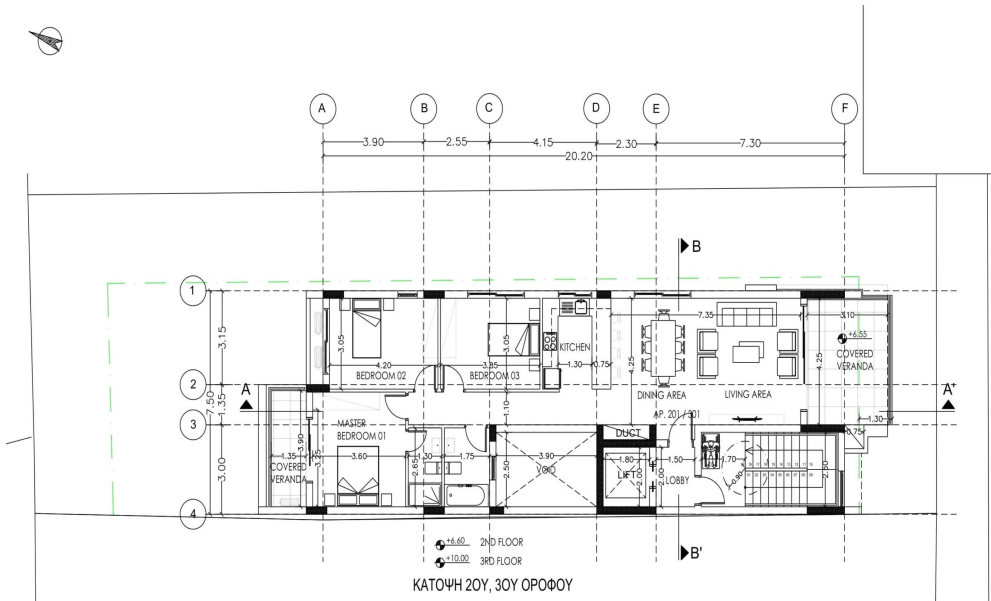 A B C D E F
3.90 2.55 4.15 2.30 7.30
20.20
B
1
7.35 3.10
3.15
3.05 3.05
KITCHEN
+6.55
COVERED
VERANDA
1.30 0.75
4.25 4.25
4.20 3.85
BEDROOM 02 BEDROOM 03
2
A A'
DINING AREA LIVING AREA
7.50 1.35
1.10
AP. 201 / 301
1.30
3
MASTER
BEDROOM 01
DUCT
0.75
3.90 3.25
1.35 3.60 1.30 1.75 3.90 1.80 1.50 1.70
COVERED
VERANDA
3.00
2.65 2.50 VOID
LIFT 2.00 2.00 LOBBY 0.90 2.50
4
+6.60 2ND FLOOR
+10.00 3RD FLOOR
B'
ΚΑΤΟΨΗ 2ΟΥ, 3ΟΥ ΟΡΟΦΟΥ